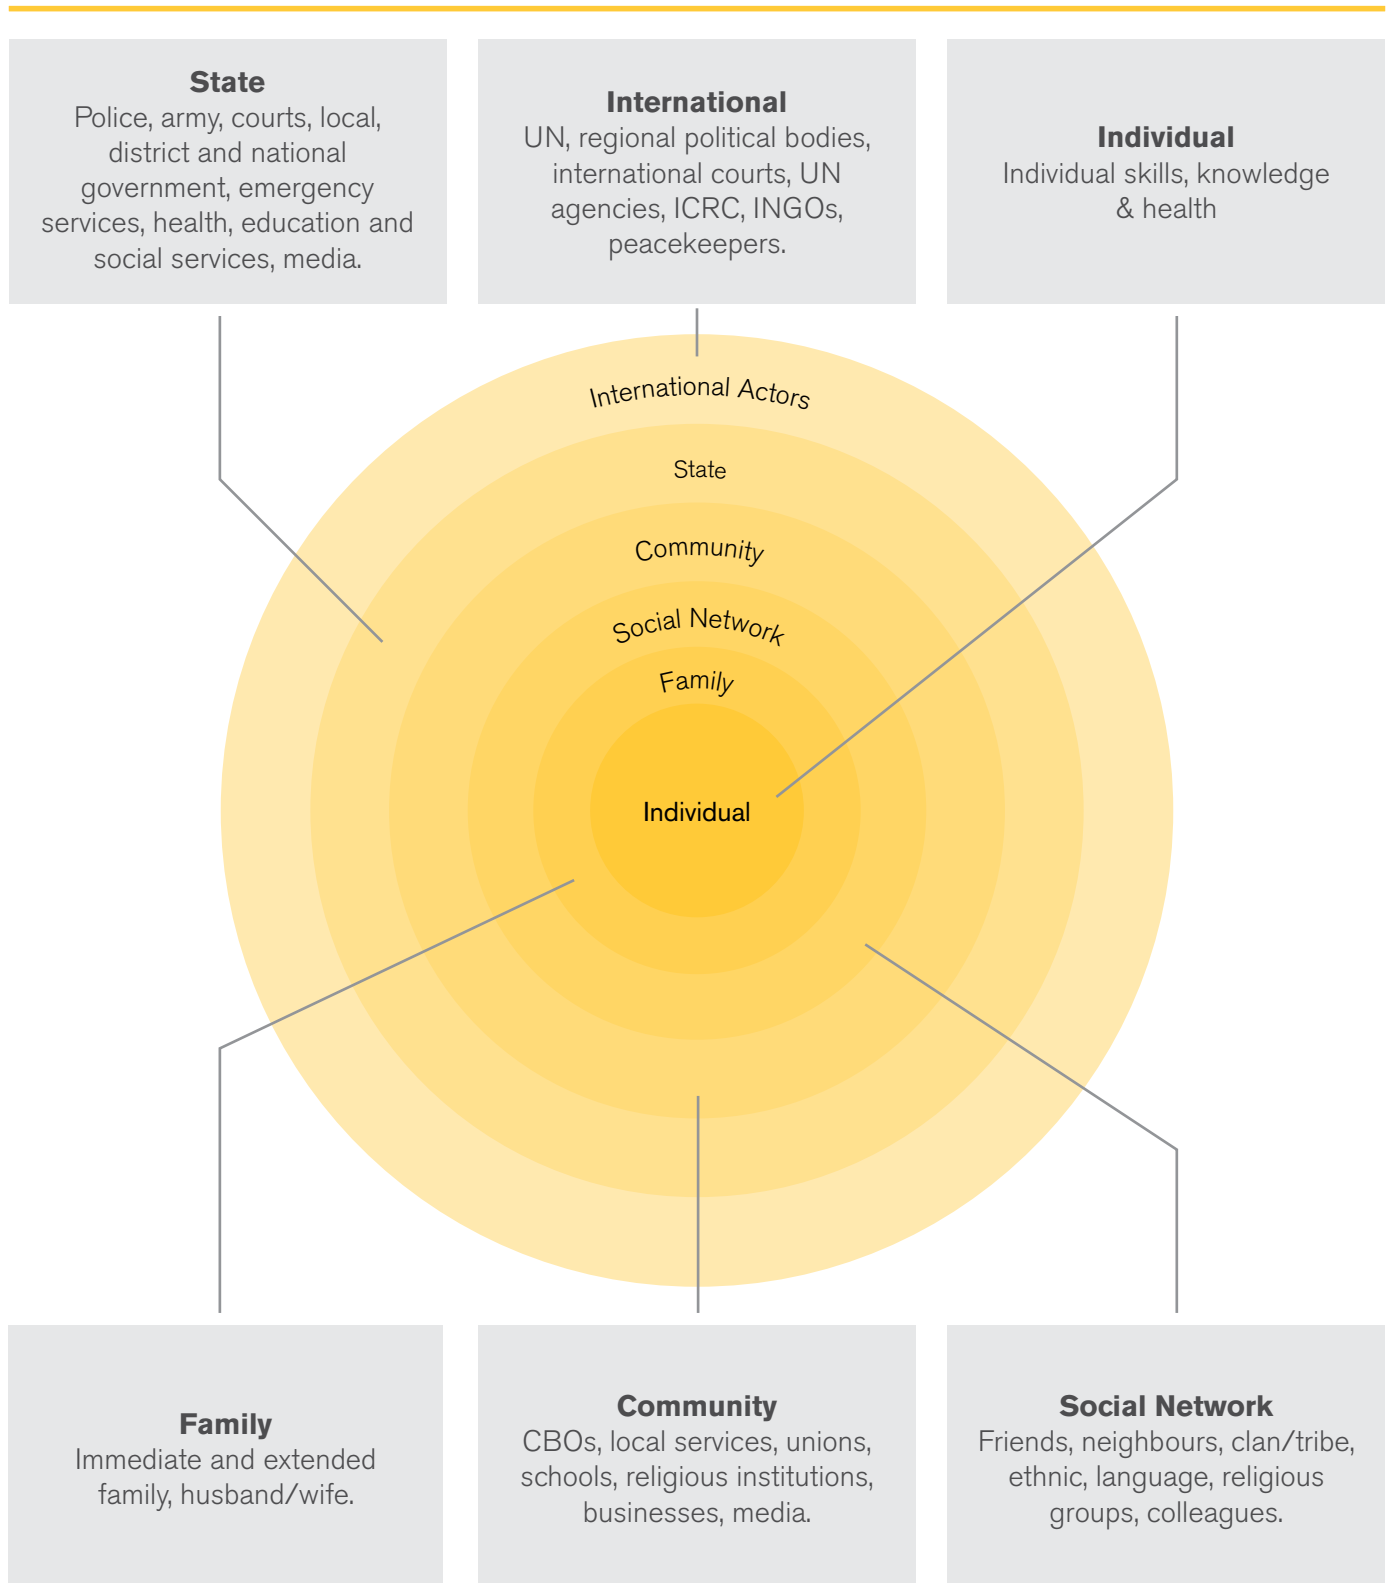 State
Police, army, courts, local,
district and national
government, emergency
services, health, education and
social services, media.
International
UN, regional political bodies,
international courts, UN
agencies, ICRC, INGOs,
peacekeepers.
Individual
Individual skills, knowledge
& health
International Actors
State
Community
Social Network
Family
Individual
Family
Immediate and extended
family, husband/wife.
Community
CBOs, local services, unions,
schools, religious institutions,
businesses, media.
Social Network
Friends, neighbours, clan/tribe,
ethnic, language, religious
groups, colleagues.